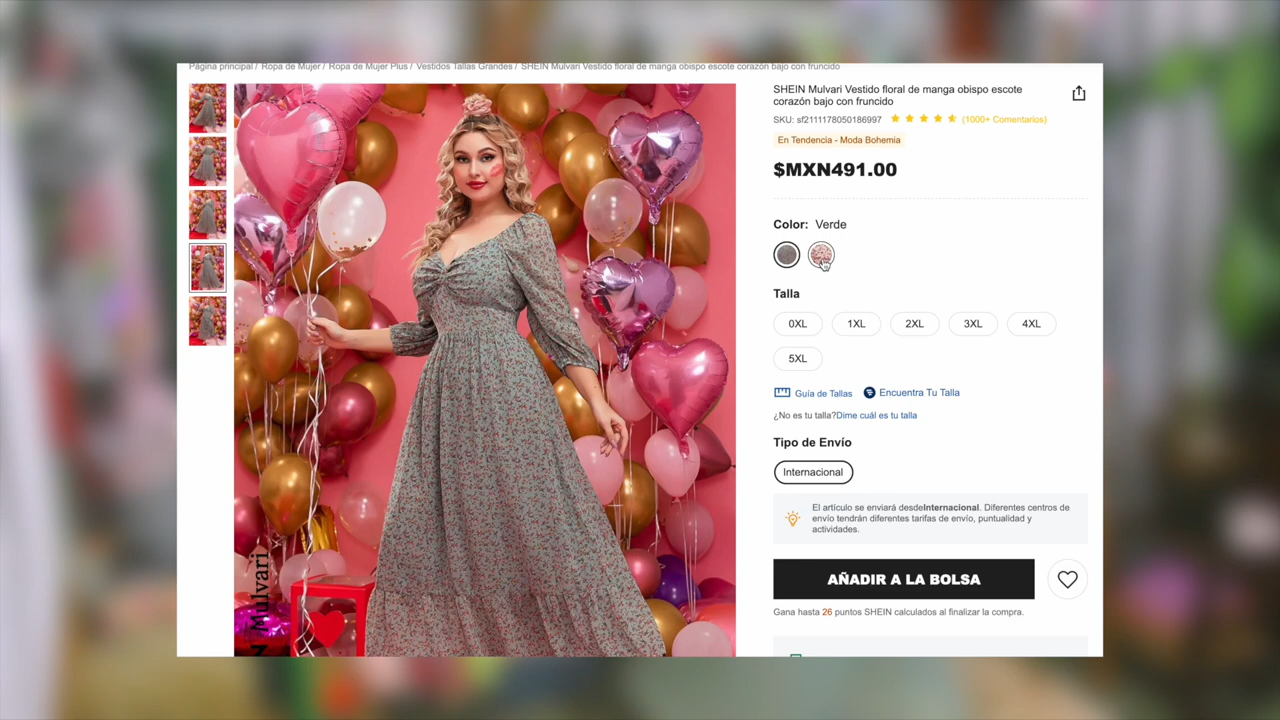 Página principal / Ropa de Mujer / Ropa de Mujer Plus / Vestidos Tallas Grandes / SHEIN Mulvari Vestido floral de manga obispo escote corazón bajo con fruncido
SHEIN Mulvari Vestido floral de manga obispo escote
corazón bajo con fruncido
SKU: sf2111178050186997 (1000+ Comentarios)
En Tendencia - Moda Bohemia
$MXN491.00
Color: Verde
Talla
0XL 1XL 2XL 3XL 4XL
5XL
Guía de Tallas Encuentra Tu Talla
¿No es tu talla?Dime cuál es tu talla
Tipo de Envío
Internacional
El artículo se enviará desdeInternacional. Diferentes centros de
envío tendrán diferentes tarifas de envío, puntualidad y
actividades.
AÑADIR A LA BOLSA
Gana hasta 26 puntos SHEIN calculados al finalizar la compra.
N Mulvari